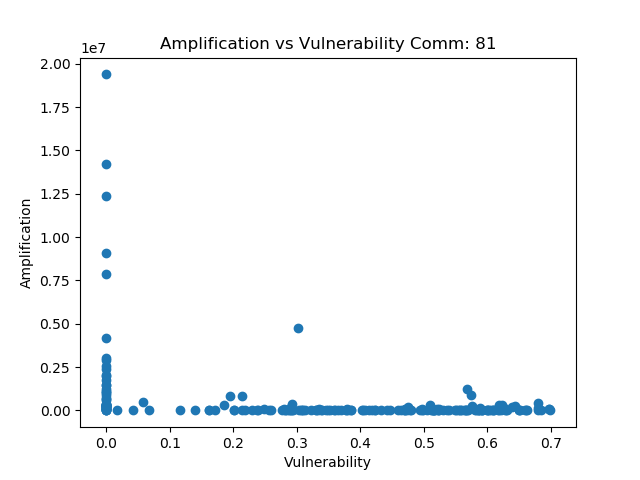 Amplification vs Vulnerability Comm: 81
1e7
2.00
1.75
1.50
1.25
1.00
0.75
0.50
0.25
0.00
Amplification
0.0 0.1 0.2 0.3 0.4 0.5 0.6 0.7
Vulnerability